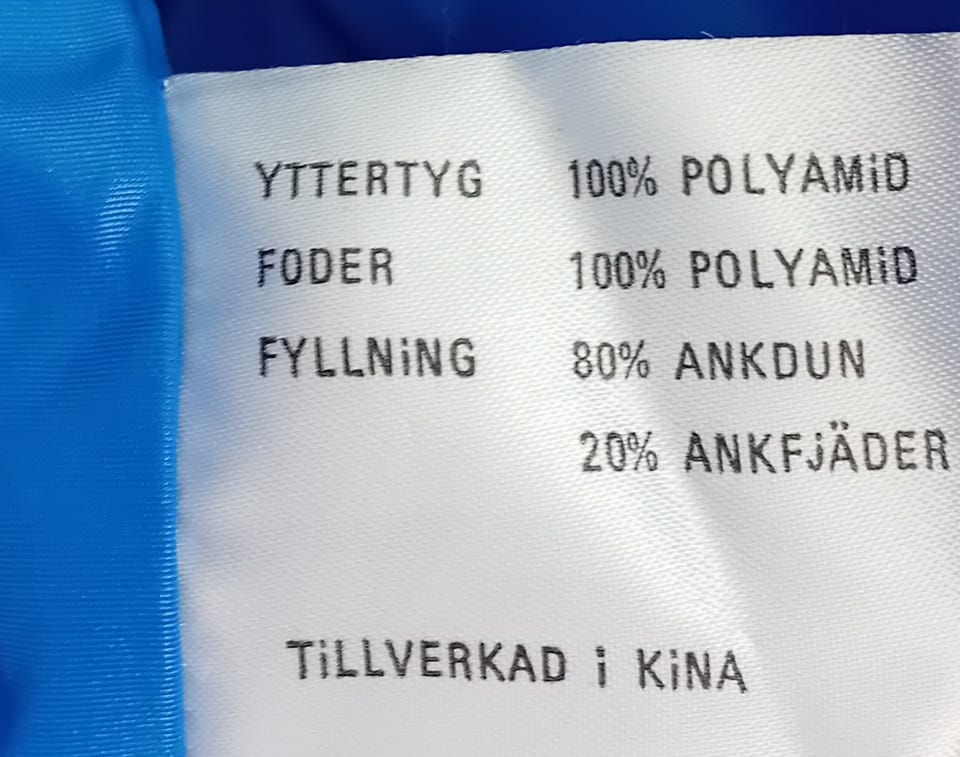 YTTERTYG 100% POLYAMiD
FODER 100% POLYAMiD
FYLLNiNG 80% ANKDUN
20% ANKFjÄDER
TiLLVERKAD i KiNA